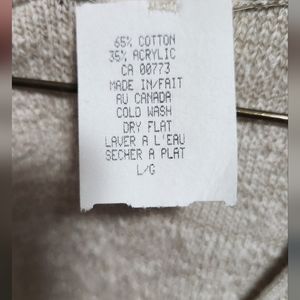 65% COTTON
35% ACRYLIC
CA 00773
MADE IN/FAIT
AU CANADA
COLD WASH
DRY FLAT
LAVER A L'EAU
SECHER A PLAT
L/G